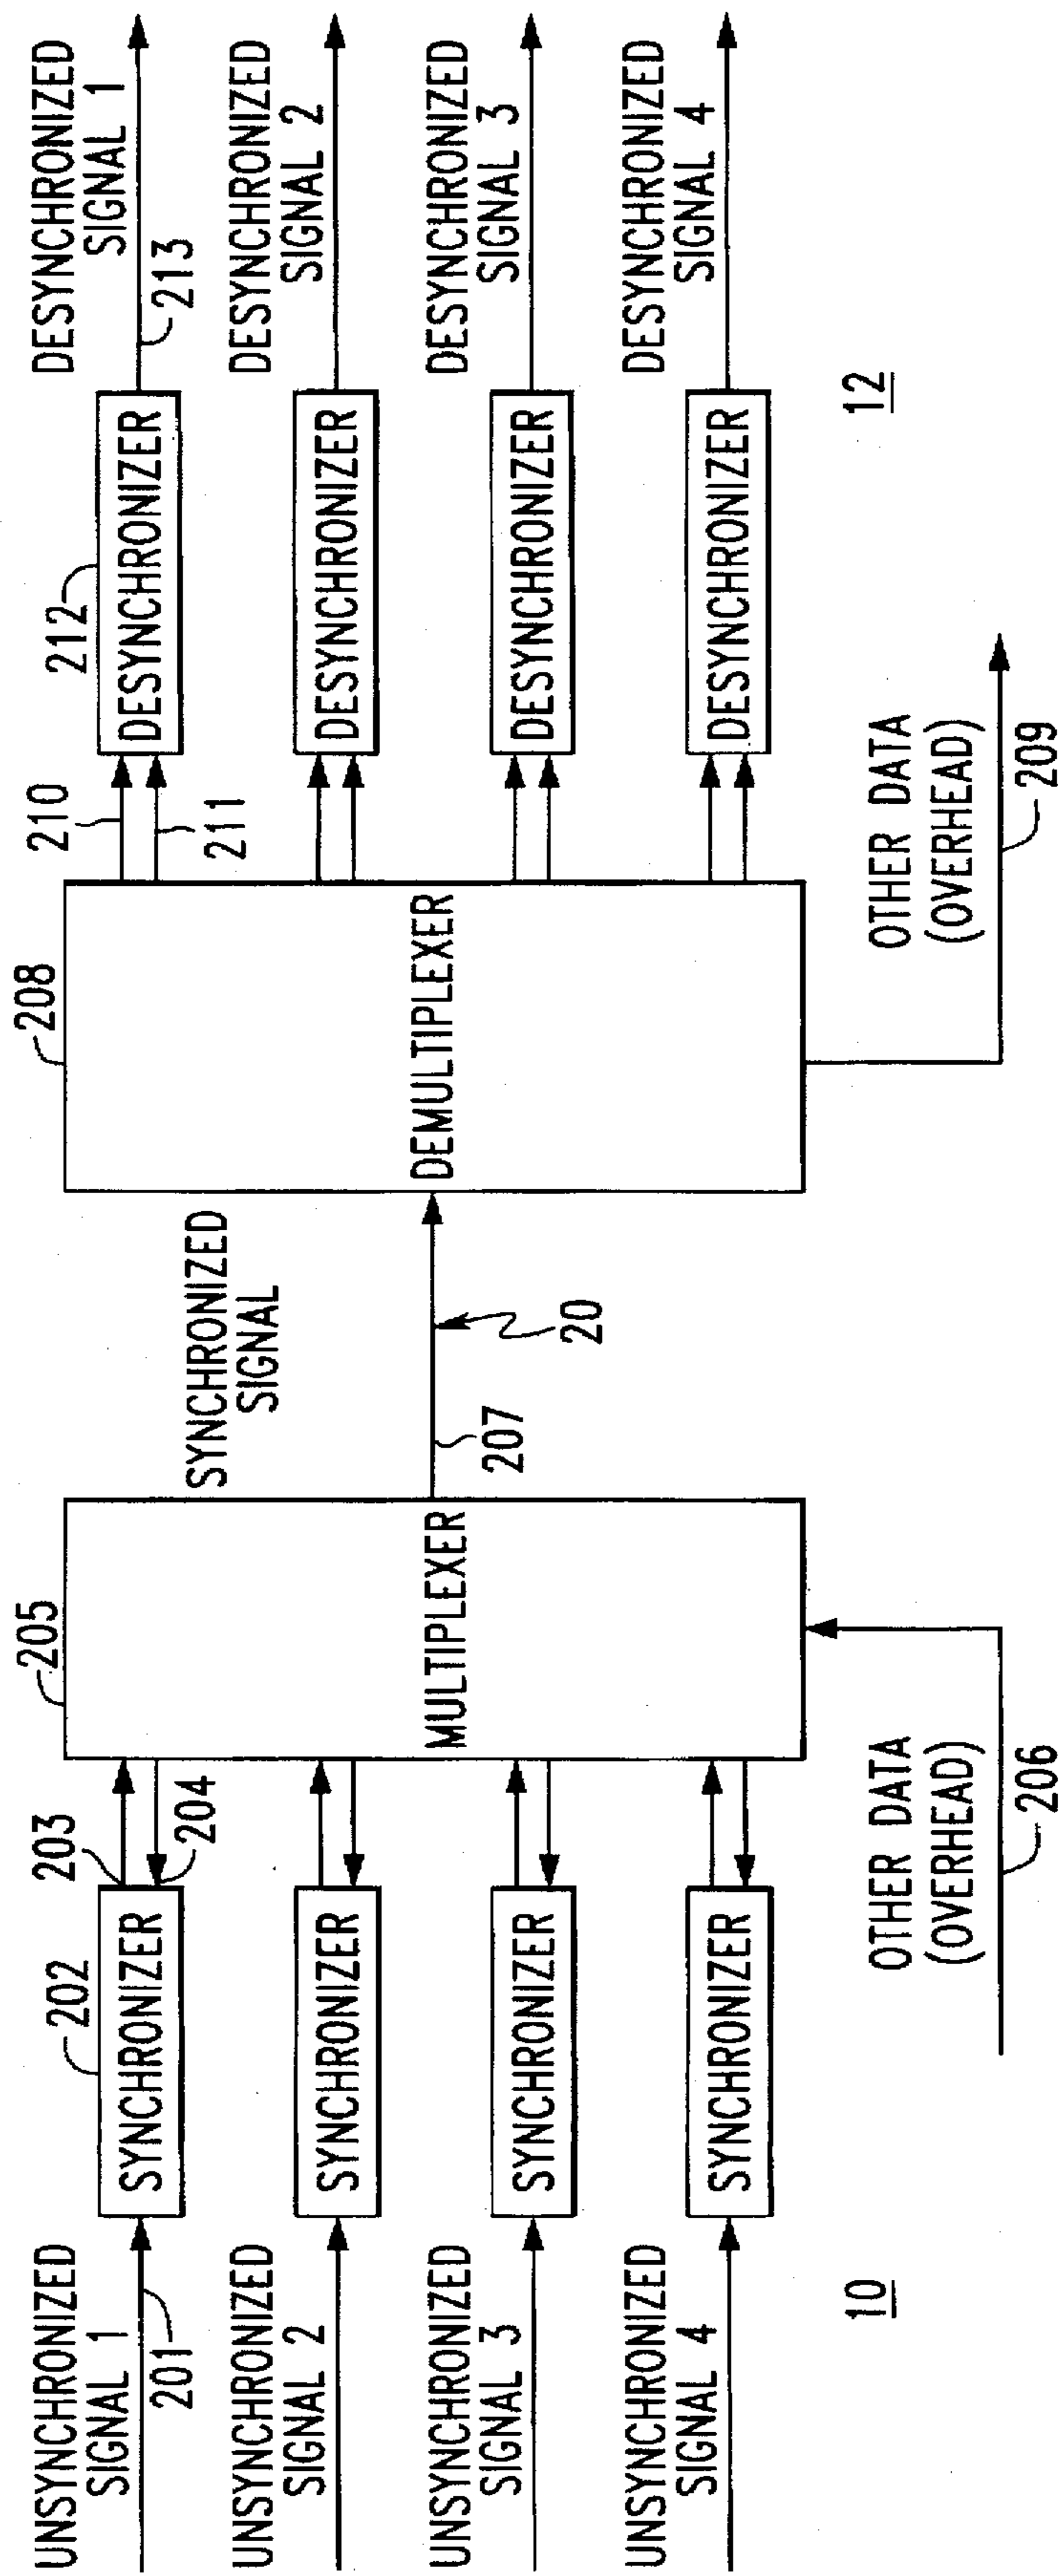 UNSYNCHRONIZED
SIGNAL 1
201
UNSYNCHRONIZED
SIGNAL 2
UNSYNCHRONIZED
SIGNAL 3
UNSYNCHRONIZED
SIGNAL 4
10
202
SYNCHRONIZER
SYNCHRONIZER
SYNCHRONIZER
SYNCHRONIZER
203
204
OTHER DATA
(OVERHEAD)
206
205
MULTIPLEXER
SYNCHRONIZED
SIGNAL
207
20
208
DEMULTIPLEXER
OTHER DATA
(OVERHEAD)
209
210
211
212
DESYNCHRONIZER
DESYNCHRONIZER
DESYNCHRONIZER
DESYNCHRONIZER
12
DESYNCHRONIZED
SIGNAL 1
213
DESYNCHRONIZED
SIGNAL 2
DESYNCHRONIZED
SIGNAL 3
DESYNCHRONIZED
SIGNAL 4